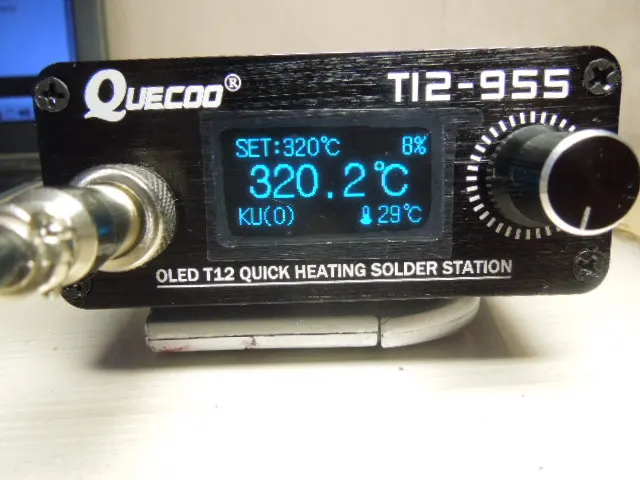 QUECOO®
T12-955
SET:320℃ 8%
320.2℃
KU(0) 29℃
OLED T12 QUICK HEATING SOLDER STATION